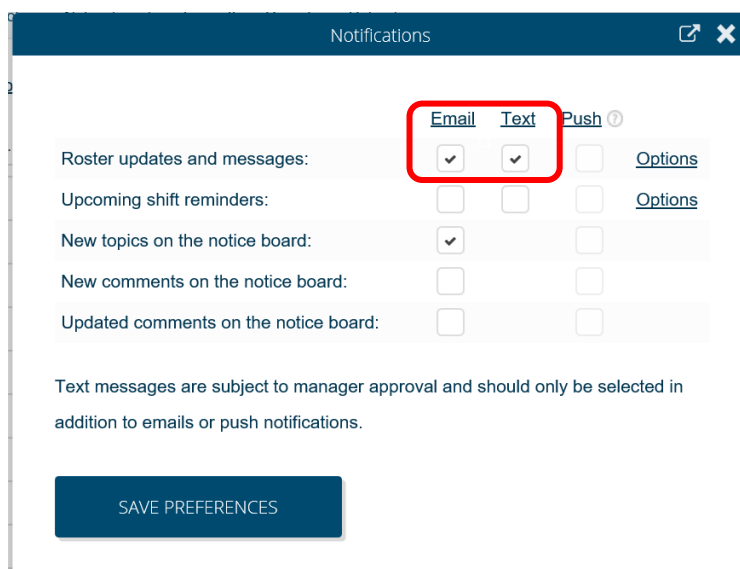 Notifications
Email Text Push ?
Roster updates and messages: Options
Upcoming shift reminders: Options
New topics on the notice board:
New comments on the notice board:
Updated comments on the notice board:
Text messages are subject to manager approval and should only be selected in
addition to emails or push notifications.
SAVE PREFERENCES